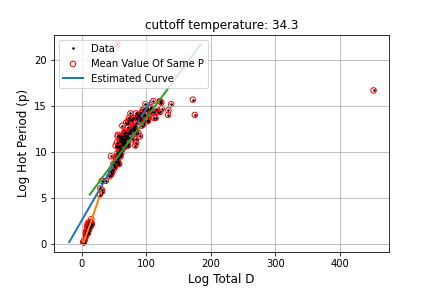 cuttoff temperature: 34.3
Data
Mean Value Of Same P
Estimated Curve
Log Hot Period (p)
20
15
10
5
0
0 100 200 300 400
Log Total D